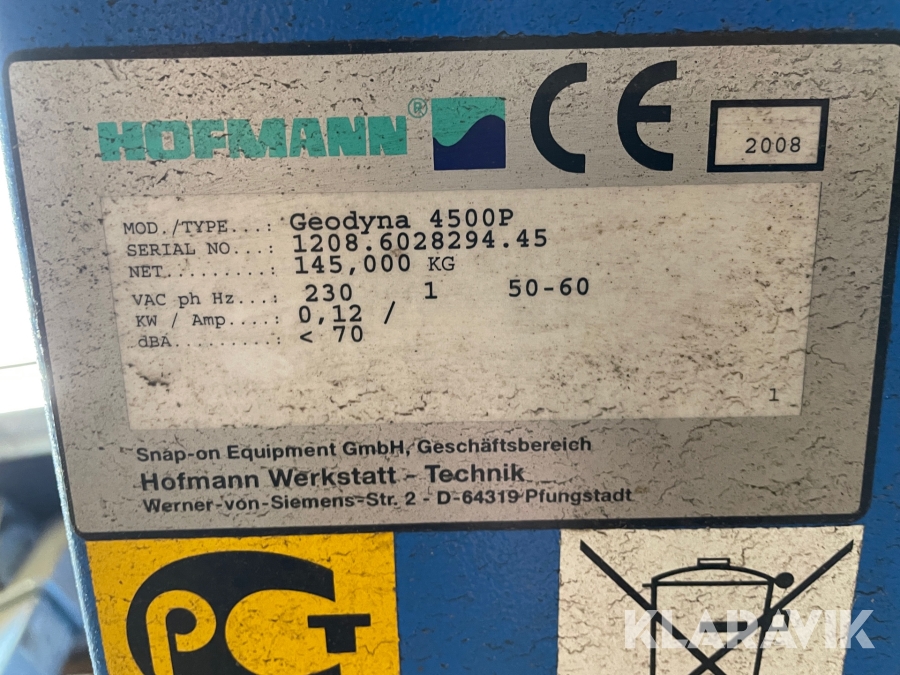 HOFMANN®
CE
2008
MOD./TYPE...: Geodyna 4500P
SERIAL NO...: 1208.6028294.45
NET.........: 145,000 KG
VAC ph Hz...: 230 1 50-60
KW / Amp....: 0,12 /
dBA.........: < 70
1
Snap-on Equipment GmbH, Geschäftsbereich
Hofmann Werkstatt - Technik
Werner-von-Siemens-Str. 2 - D-64319 Pfungstadt
PCT
KLARAVIK